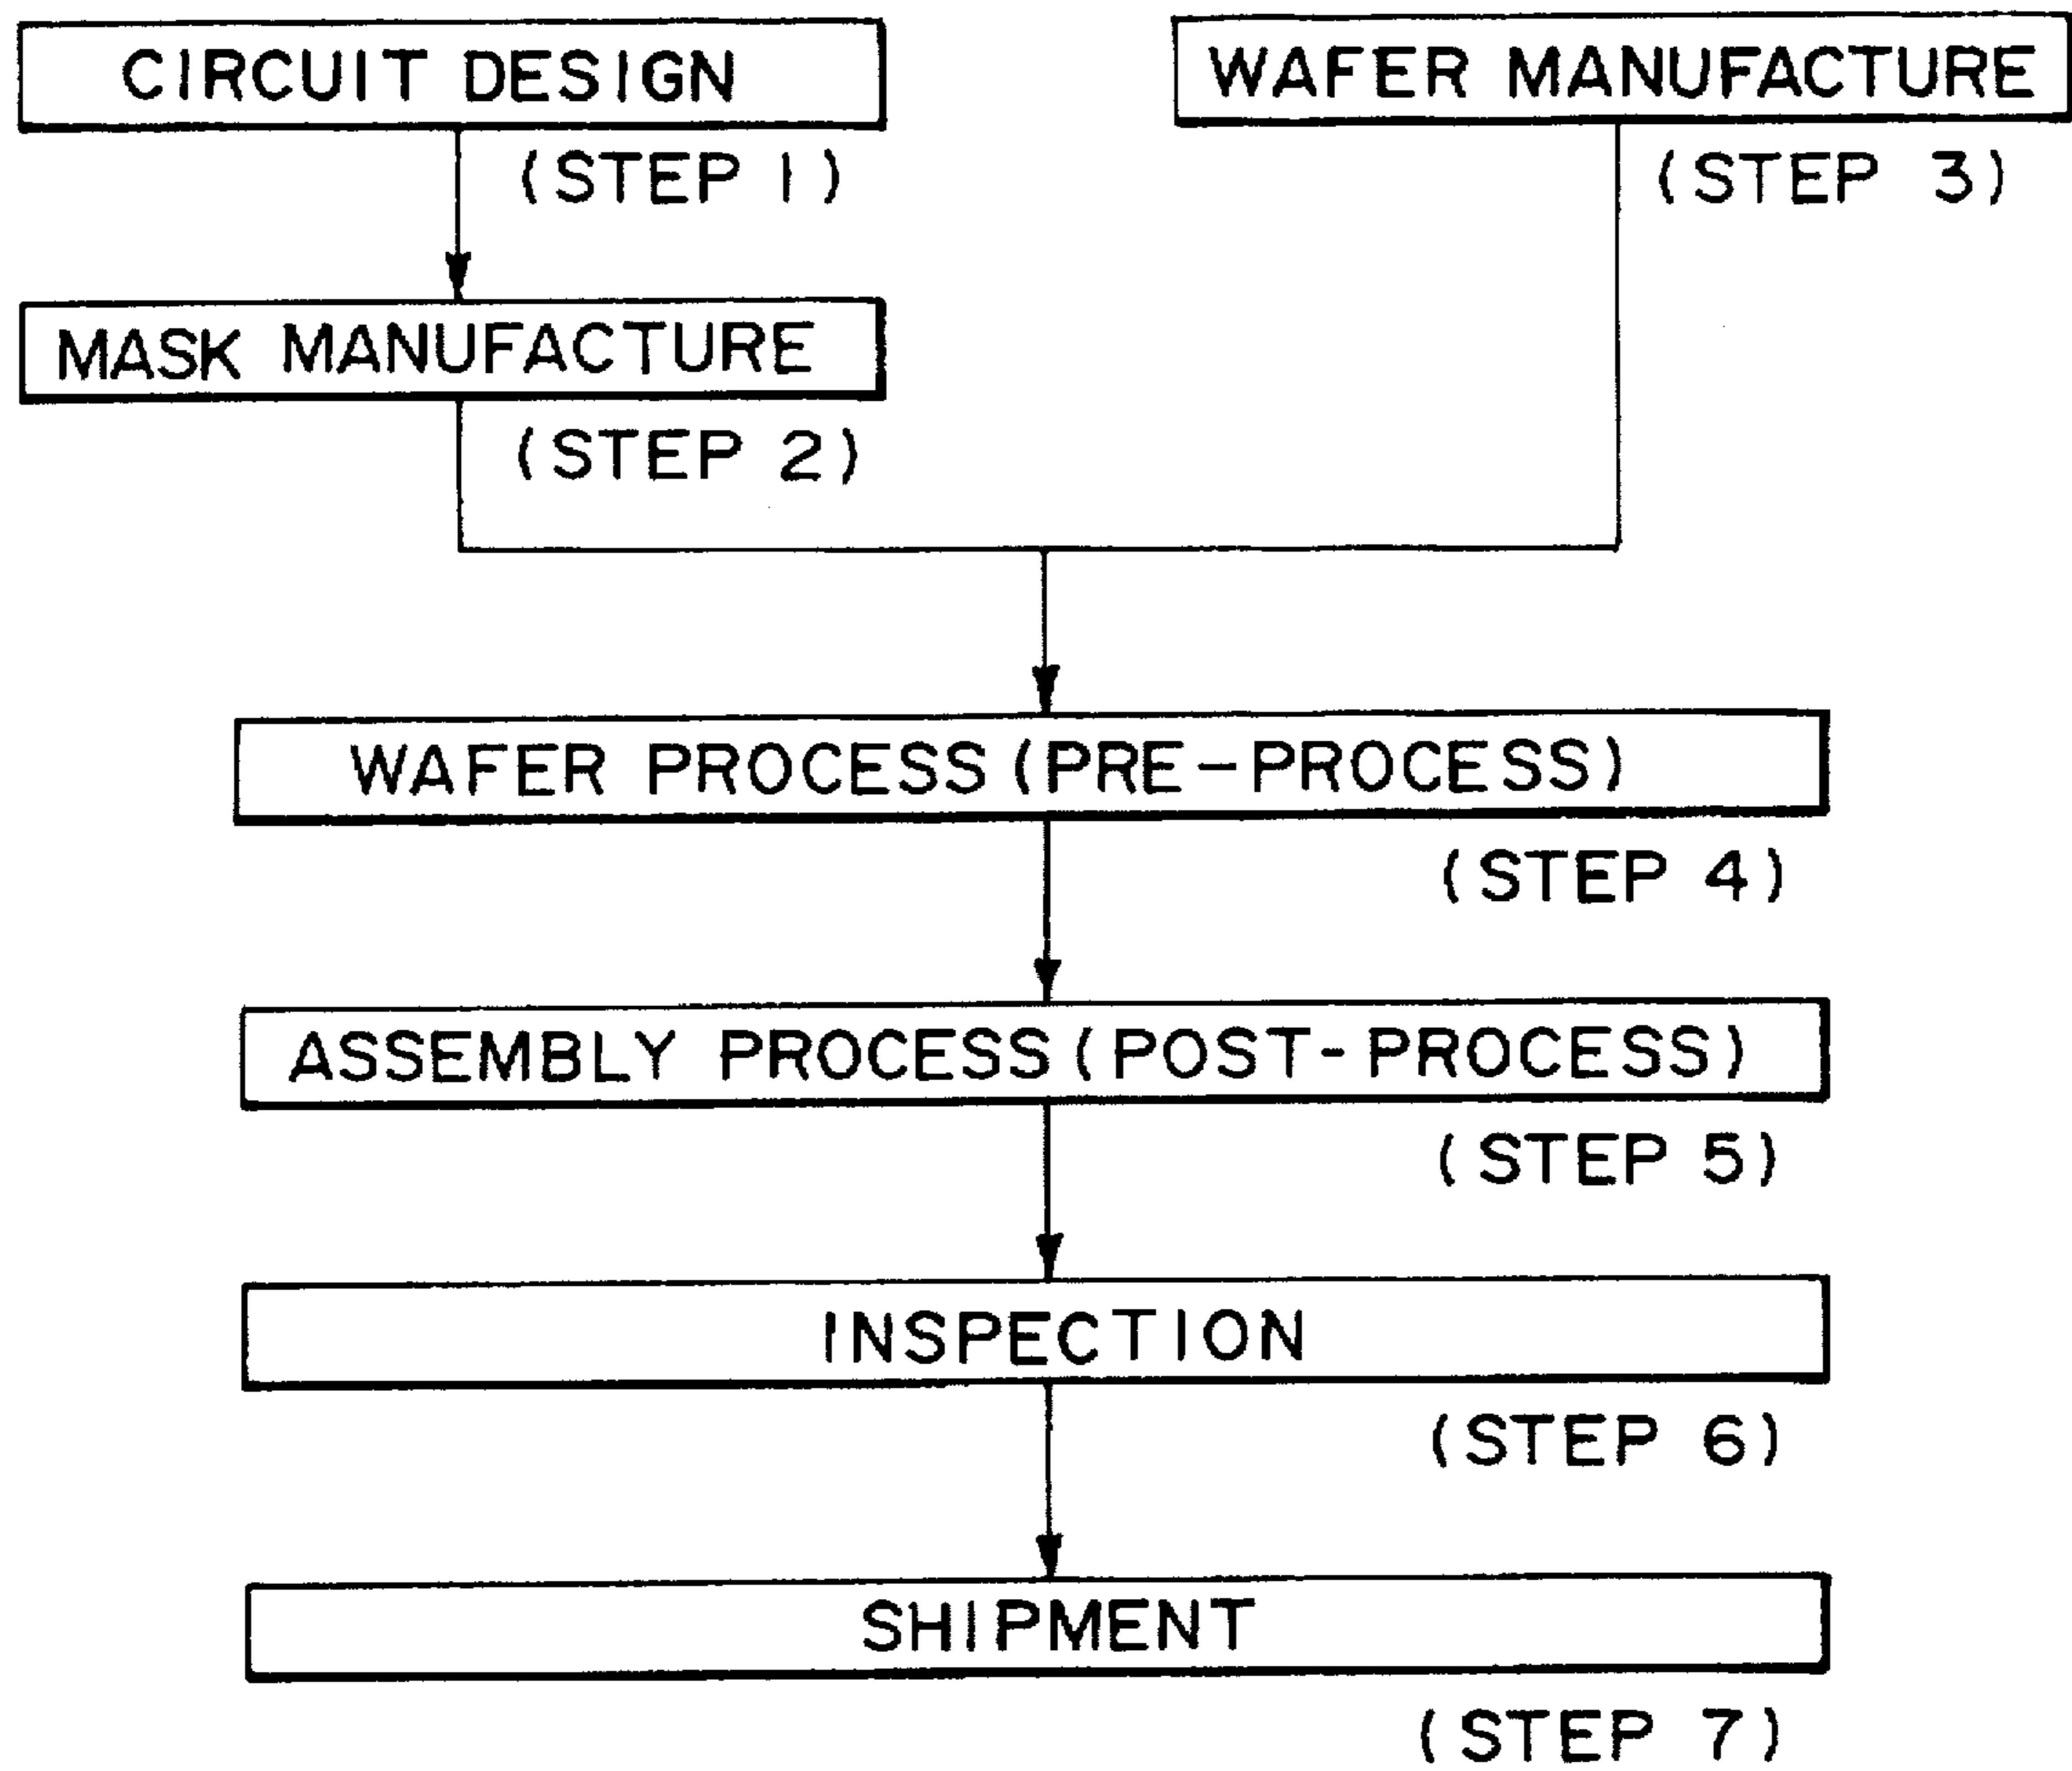 CIRCUIT DESIGN
(STEP 1)
WAFER MANUFACTURE
(STEP 3)
MASK MANUFACTURE
(STEP 2)
WAFER PROCESS (PRE-PROCESS)
(STEP 4)
ASSEMBLY PROCESS (POST-PROCESS)
(STEP 5)
INSPECTION
(STEP 6)
SHIPMENT
(STEP 7)